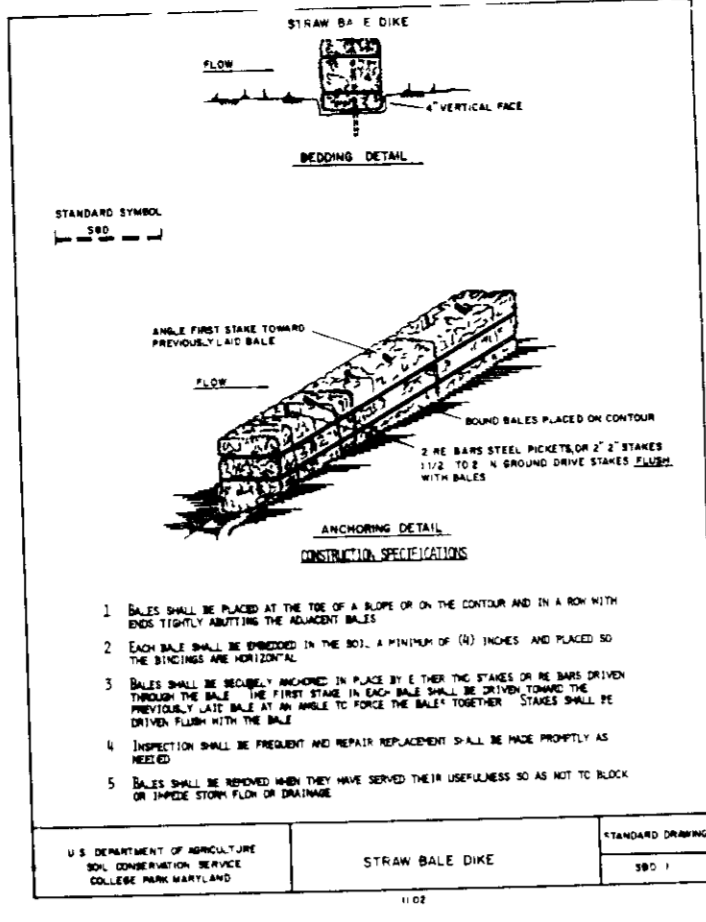 STRAW BA E DIKE
FLOW
4" VERTICAL FACE
BEDDING DETAIL
STANDARD SYMBOL
SBD
ANGLE FIRST STAKE TOWARD
PREVIOUSLY LAID BALE
FLOW
BOUND BALES PLACED ON CONTOUR
2 RE BARS STEEL PICKETS, OR 2" 2" STAKES
1 1/2 TO 2 N GROUND DRIVE STAKES FLUSH
WITH BALES
ANCHORING DETAIL
CONSTRUCTION SPECIFICATIONS
1 BALES SHALL BE PLACED AT THE TOE OF A SLOPE OR ON THE CONTOUR AND IN A ROW WITH
ENDS TIGHTLY ABUTTING THE ADJACENT BALES
2 EACH BALE SHALL BE EMBEDDED IN THE SOIL A MINIMUM OF (4) INCHES AND PLACED SO
THE BINDINGS ARE HORIZONTAL
3 BALES SHALL BE SECURELY ANCHORED IN PLACE BY E THER TWO STAKES OR RE BARS DRIVEN
THROUGH THE BALE THE FIRST STAKE IN EACH BALE SHALL BE DRIVEN TOWARD THE
PREVIOUSLY LAID BALE AT AN ANGLE TO FORCE THE BALES TOGETHER STAKES SHALL BE
DRIVEN FLUSH WITH THE BALE
4 INSPECTION SHALL BE FREQUENT AND REPAIR REPLACEMENT SHALL BE MADE PROMPTLY AS
NEEDED
5 BALES SHALL BE REMOVED WHEN THEY HAVE SERVED THEIR USEFULNESS SO AS NOT TO BLOCK
OR IMPEDE STORM FLOW OR DRAINAGE
U S DEPARTMENT OF AGRICULTURE
SOIL CONSERVATION SERVICE
COLLEGE PARK MARYLAND
STRAW BALE DIKE
STANDARD DRAWING
SBD 1
11 02